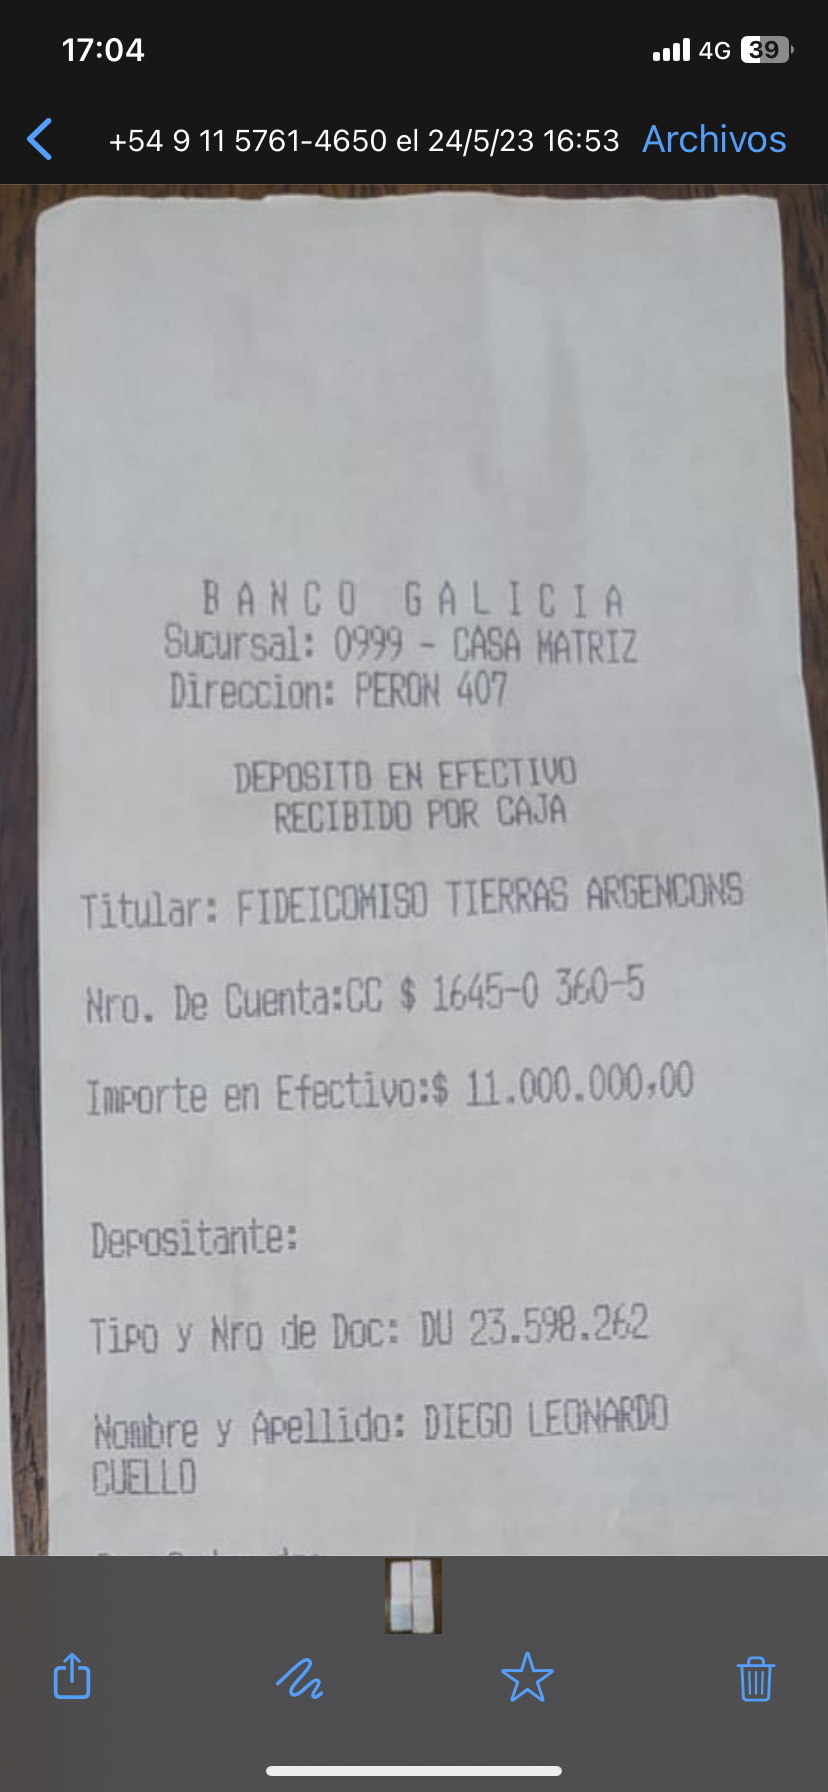 17:04
4G 39
+54 9 11 5761-4650 el 24/5/23 16:53 Archivos
BANCO GALICIA
Sucursal: 0999 - CASA MATRIZ
Direccion: PERON 407
DEPOSITO EN EFECTIVO
RECIBIDO POR CAJA
Titular: FIDEICOMISO TIERRAS ARGENCONS
Nro. De Cuenta:CC $ 1645-0 360-5
Importe en Efectivo:$ 11.000.000,00
Depositante:
Tipo y Nro de Doc: DU 23.598.262
Nombre y Apellido: DIEGO LEONARDO
CUELLO